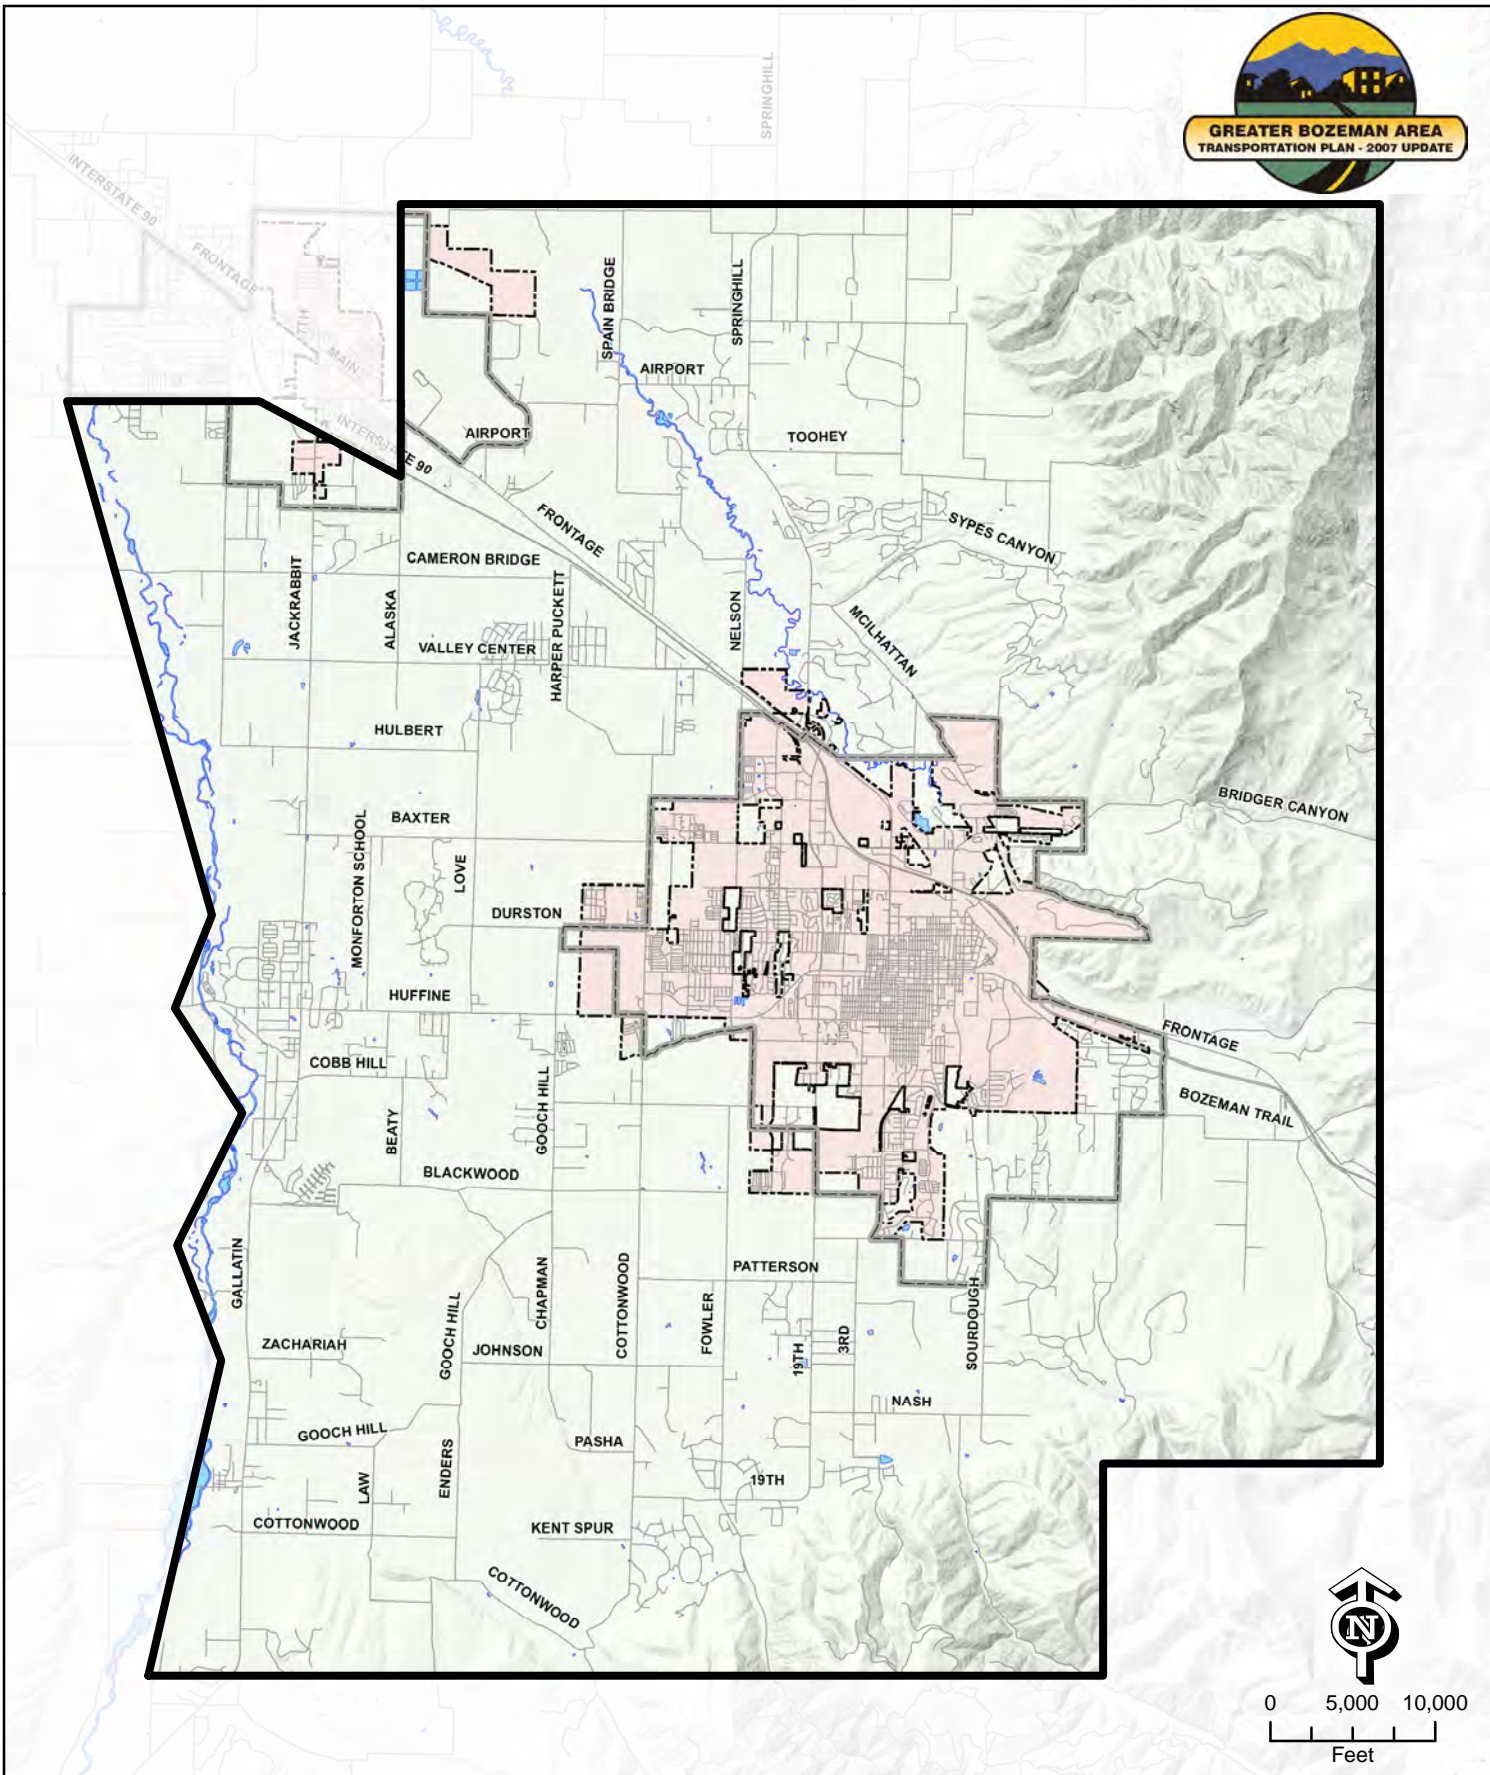 SPRINGHILL
GREATER BOZEMAN AREA
TRANSPORTATION PLAN - 2007 UPDATE
INTERSTATE 90
FRONTAGE
7TH
MAIN
SPAIN BRIDGE
SPRINGHILL
AIRPORT
AIRPORT
TOOHEY
INTERSTATE 90
FRONTAGE
SYPES CANYON
CAMERON BRIDGE
JACKRABBIT
ALASKA
HARPER PUCKETT
NELSON
MCILHATTAN
VALLEY CENTER
HULBERT
BRIDGER CANYON
BAXTER
MONFORTON SCHOOL
LOVE
DURSTON
HUFFINE
FRONTAGE
COBB HILL
GOOCH HILL
BOZEMAN TRAIL
BEATY
BLACKWOOD
GALLATIN
PATTERSON
CHAPMAN
COTTONWOOD
FOWLER
SOURDOUGH
ZACHARIAH
GOOCH HILL
JOHNSON
19TH
3RD
NASH
GOOCH HILL
PASHA
ENDERS
LAW
19TH
COTTONWOOD
KENT SPUR
COTTONWOOD
N
0 5,000 10,000
Feet